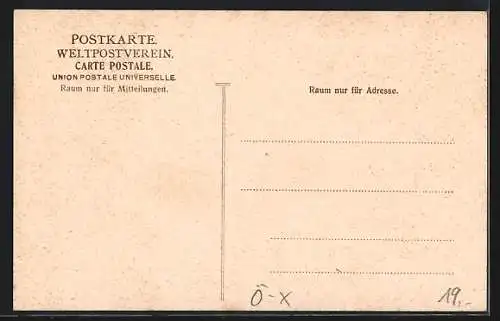 POSTKARTE.
WELTPOSTVEREIN.
CARTE POSTALE.
UNION POSTALE UNIVERSELLE.
Raum nur für Mitteilungen.
Raum nur für Adresse.
Ö-X
19,-